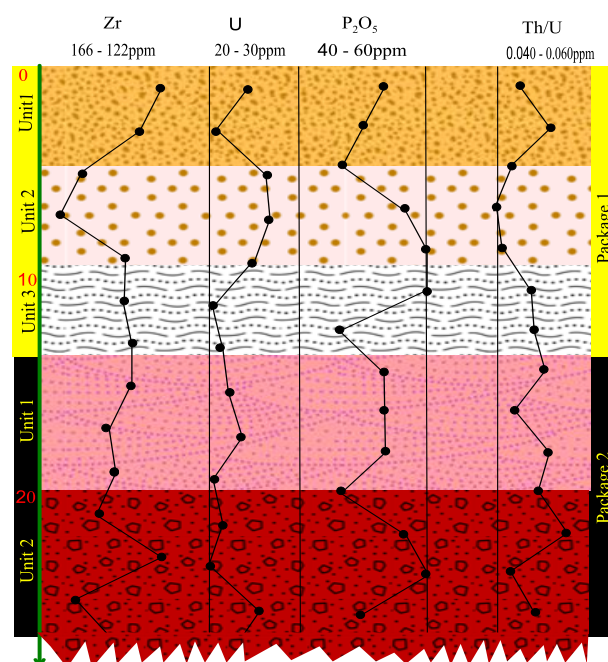 Zr U P₂O₅ Th/U
166 - 122ppm 20 - 30ppm 40 - 60ppm 0.040 - 0.060ppm
0
Unit1
Unit 2
Package 1
10
Unit 3
Unit 1
Package 2
20
Unit 2